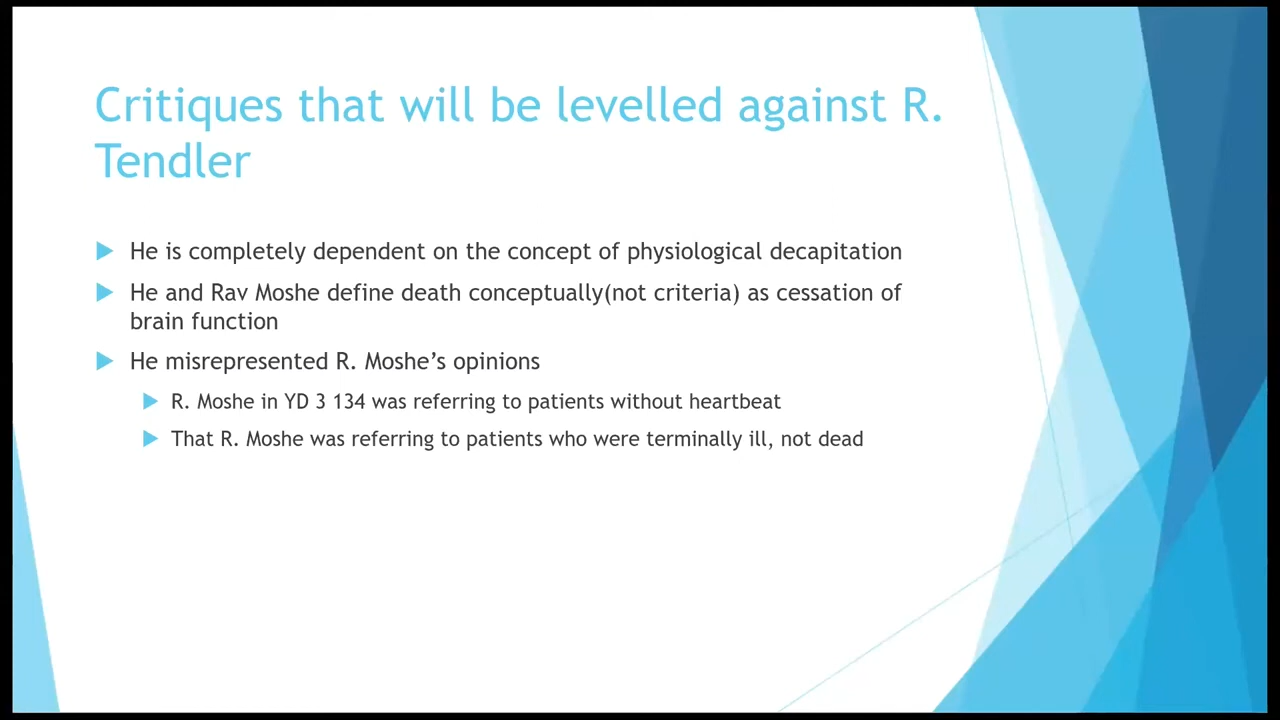 Critiques that will be levelled against R.
Tendler
He is completely dependent on the concept of physiological decapitation
He and Rav Moshe define death conceptually(not criteria) as cessation of
brain function
He misrepresented R. Moshe’s opinions
R. Moshe in YD 3 134 was referring to patients without heartbeat
That R. Moshe was referring to patients who were terminally ill, not dead